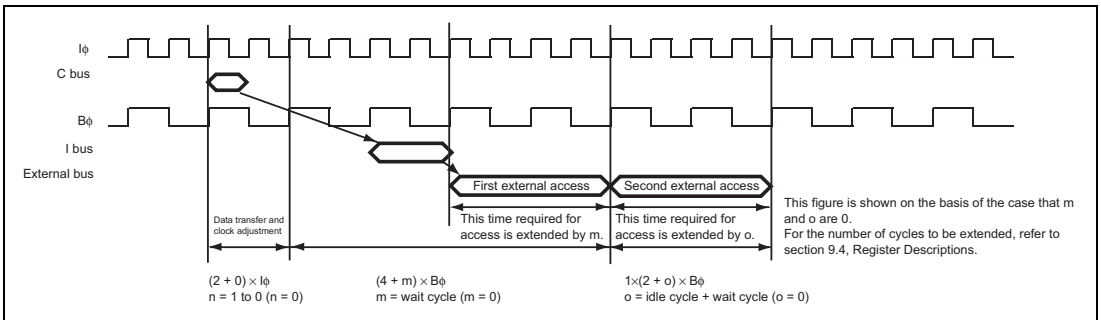 Iϕ
C bus
Bϕ
I bus
External bus
First external access
Second external access
Data transfer and
clock adjustment
This time required for
access is extended by m.
This time required for
access is extended by o.
This figure is shown on the basis of the case that m
and o are 0.
For the number of cycles to be extended, refer to
section 9.4, Register Descriptions.
(2 + 0) × Iϕ
n = 1 to 0 (n = 0)
(4 + m) × Bϕ
m = wait cycle (m = 0)
1×(2 + o) × Bϕ
o = idle cycle + wait cycle (o = 0)